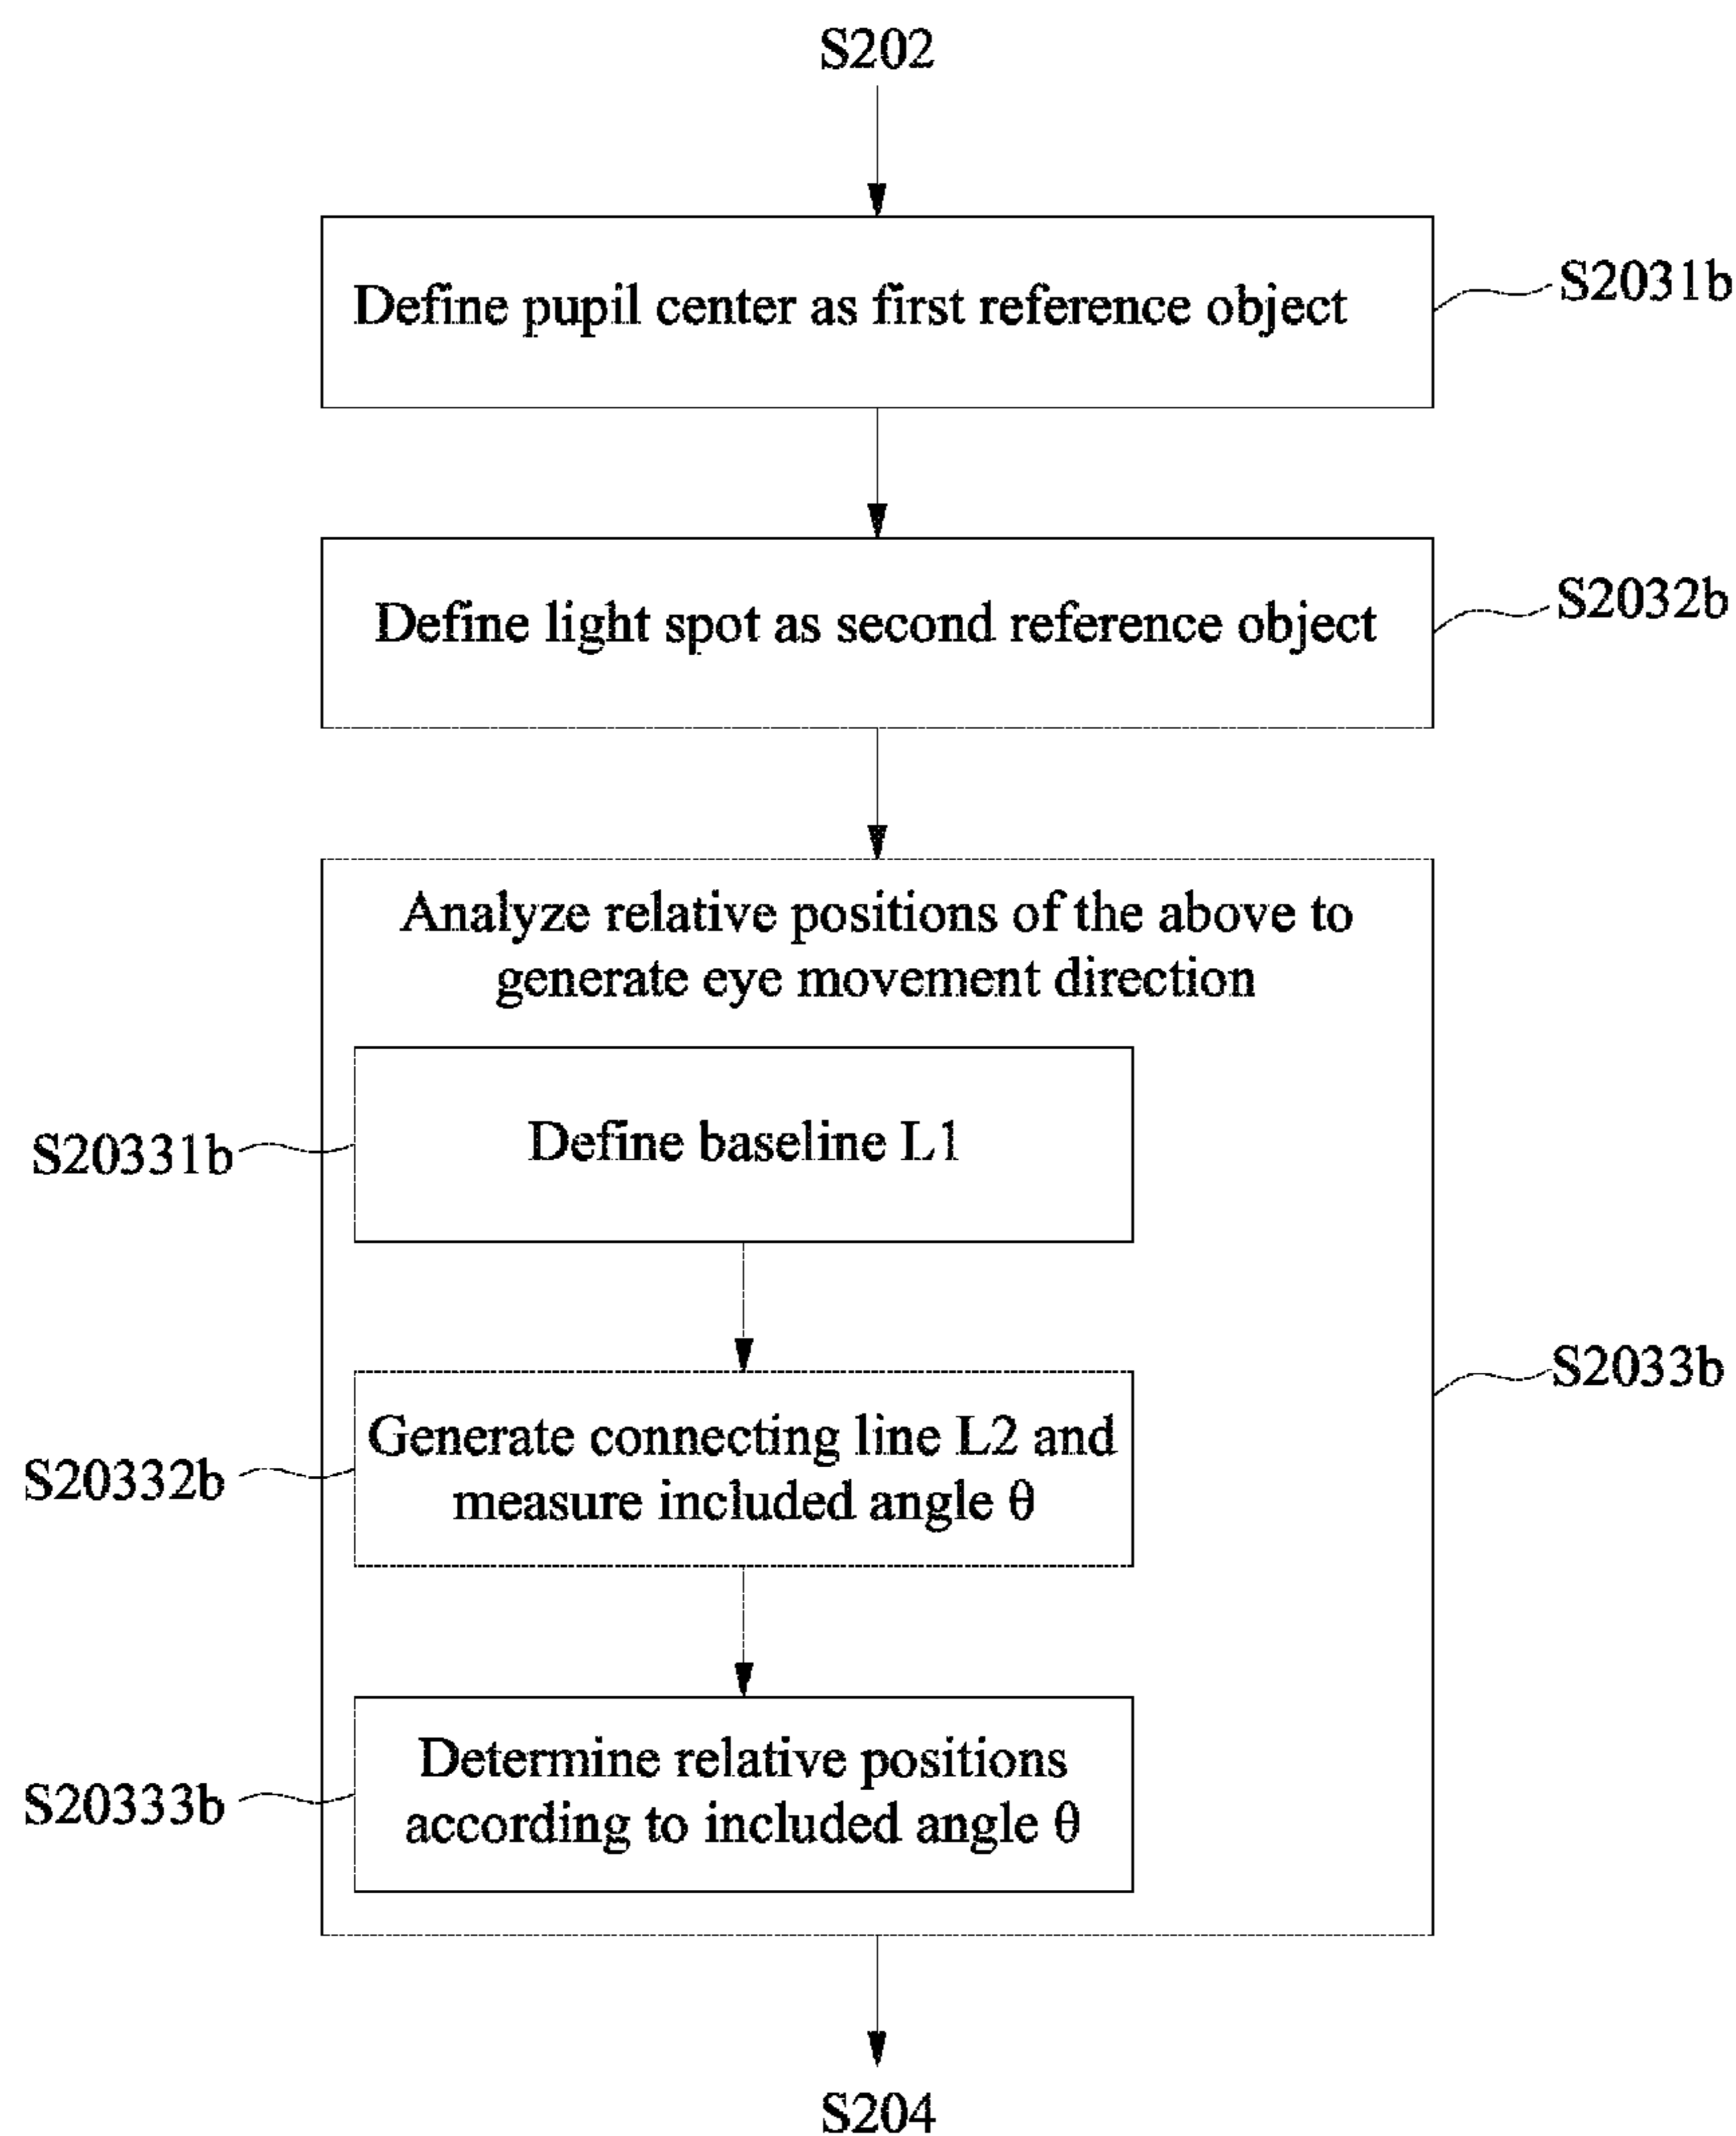 S202
Define pupil center as first reference object
S2031b
Define light spot as second reference object
S2032b
Analyze relative positions of the above to
generate eye movement direction
Define baseline L1
S20331b
S2033b
Generate connecting line L2 and
measure included angle θ
S20332b
Determine relative positions
according to included angle θ
S20333b
S204